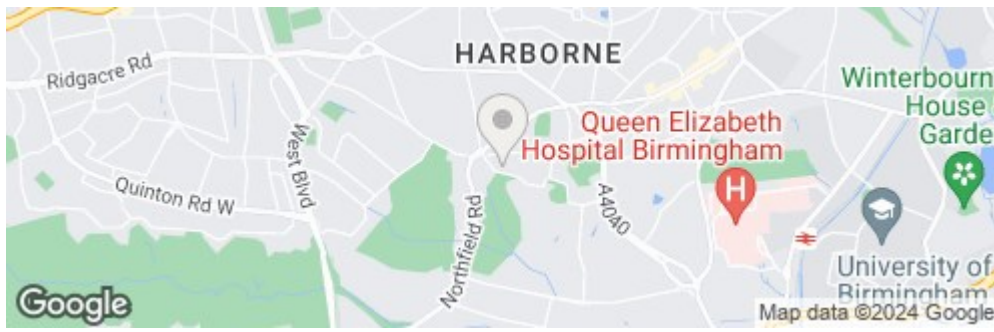 HARBORNE
Ridgacre Rd
Winterbourn
House
Garde
Queen Elizabeth
Hospital Birmingham
West Blvd
Quinton Rd W
A4040
H
Northfield Rd
University of
Birmingham
Google
Map data ©2024 Google